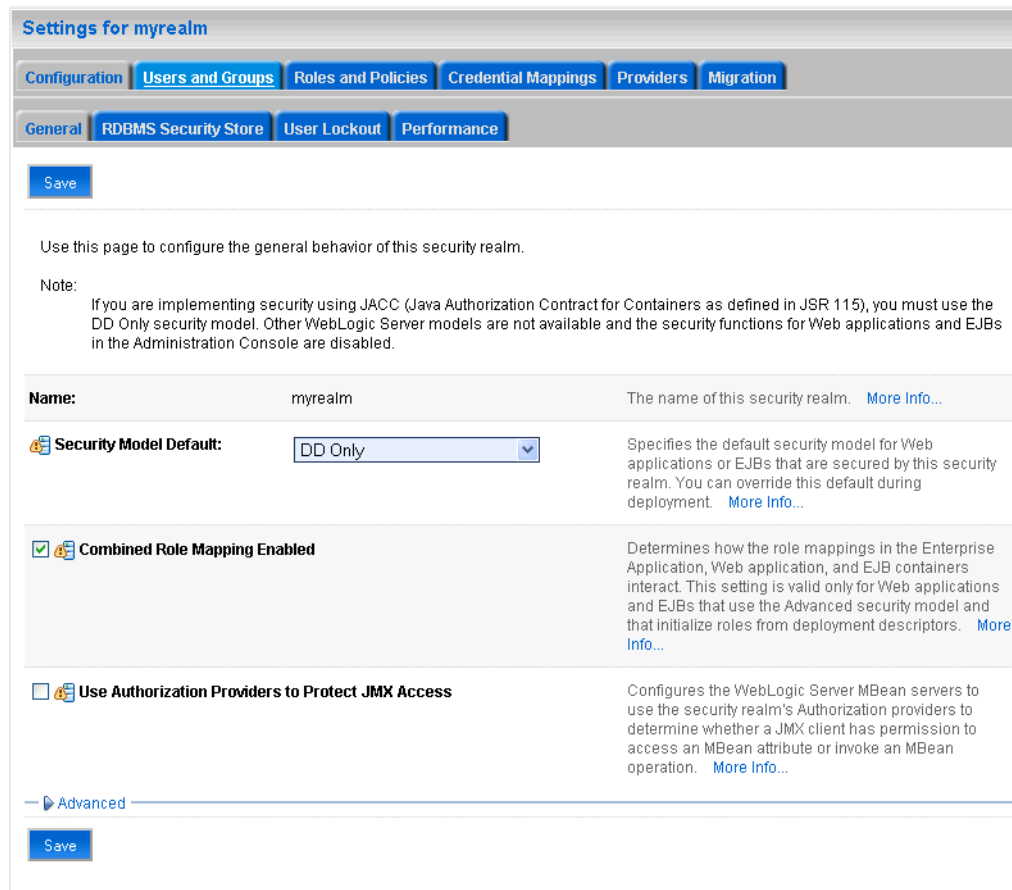 Settings for myrealm
Configuration Users and Groups Roles and Policies Credential Mappings Providers Migration
General RDBMS Security Store User Lockout Performance
Save
Use this page to configure the general behavior of this security realm.
Note:
If you are implementing security using JACC (Java Authorization Contract for Containers as defined in JSR 115), you must use the
DD Only security model. Other WebLogic Server models are not available and the security functions for Web applications and EJBs
in the Administration Console are disabled.
Name: myrealm The name of this security realm. More Info...
Security Model Default: DD Only Specifies the default security model for Web
applications or EJBs that are secured by this security
realm. You can override this default during
deployment. More Info...
Combined Role Mapping Enabled Determines how the role mappings in the Enterprise
Application, Web application, and EJB containers
interact. This setting is valid only for Web applications
and EJBs that use the Advanced security model and
that initialize roles from deployment descriptors. More
Info...
Use Authorization Providers to Protect JMX Access Configures the WebLogic Server MBean servers to
use the security realm's Authorization providers to
determine whether a JMX client has permission to
access an MBean attribute or invoke an MBean
operation. More Info...
Advanced
Save